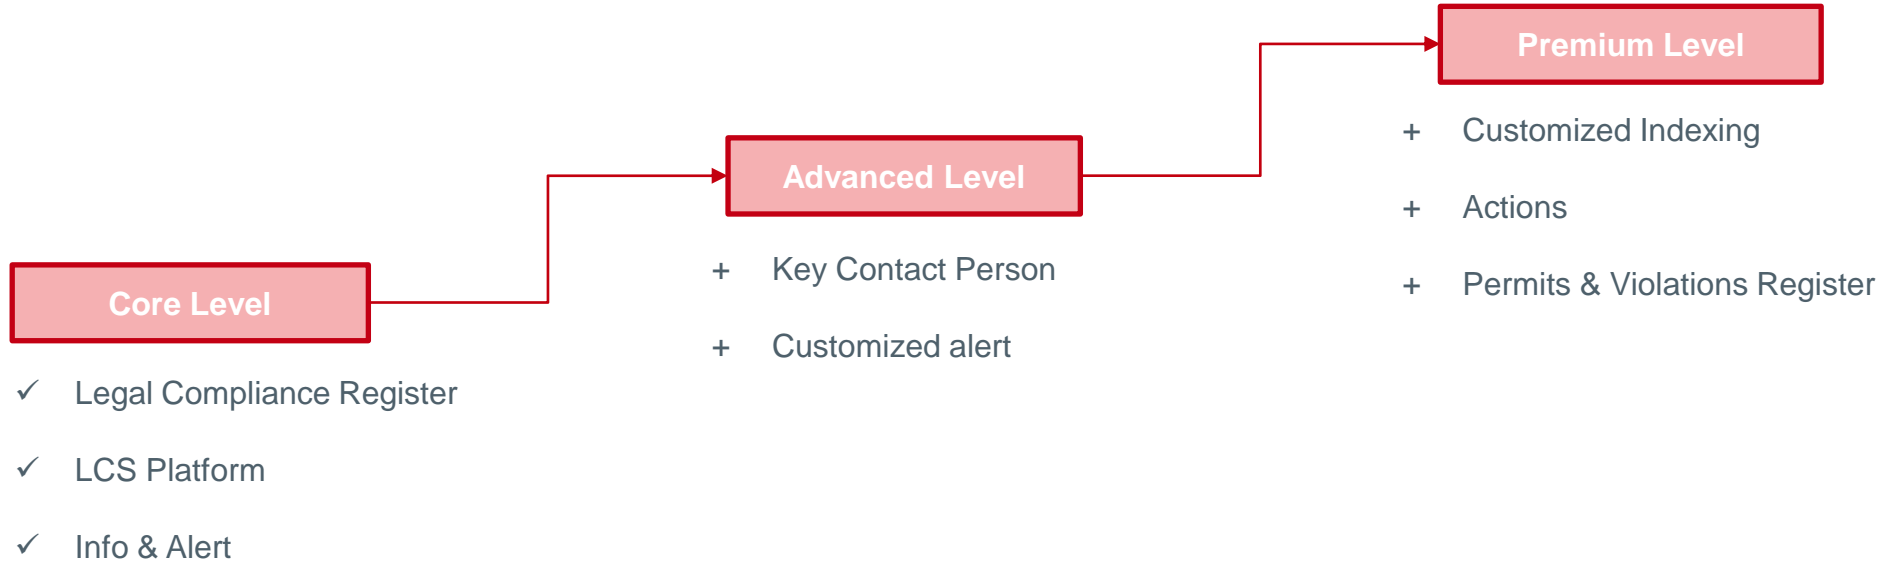 Core Level
✓ Legal Compliance Register
✓ LCS Platform
✓ Info & Alert
Advanced Level
+ Key Contact Person
+ Customized alert
Premium Level
+ Customized Indexing
+ Actions
+ Permits & Violations Register